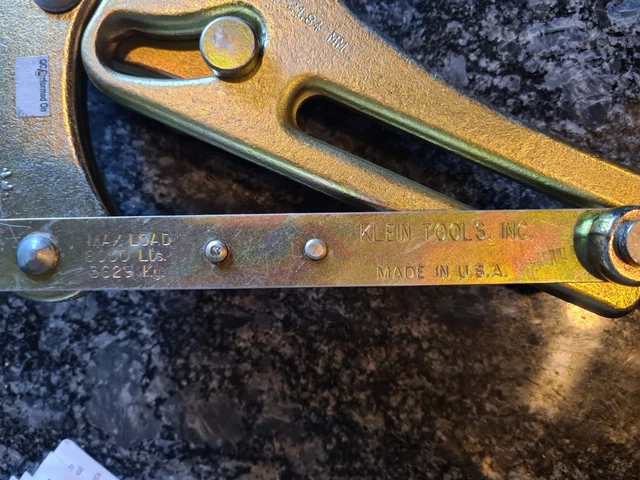 MAX LOAD
8000 Lbs.
3629 Kg.
KLEIN TOOLS, INC.
MADE IN U.S.A.